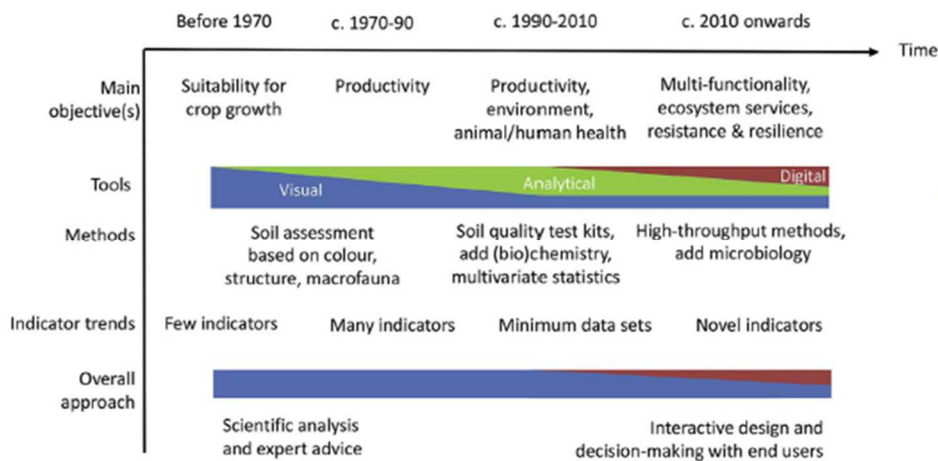 Before 1970 c. 1970-90 c. 1990-2010 c. 2010 onwards
Time
Main objective(s)
Suitability for crop growth
Productivity
Productivity, environment, animal/human health
Multi-functionality, ecosystem services, resistance & resilience
Tools
Visual
Analytical
Digital
Methods
Soil assessment based on colour, structure, macrofauna
Soil quality test kits, add (bio)chemistry, multivariate statistics
High-throughput methods, add microbiology
Indicator trends
Few indicators
Many indicators
Minimum data sets
Novel indicators
Overall approach
Scientific analysis and expert advice
Interactive design and decision-making with end users